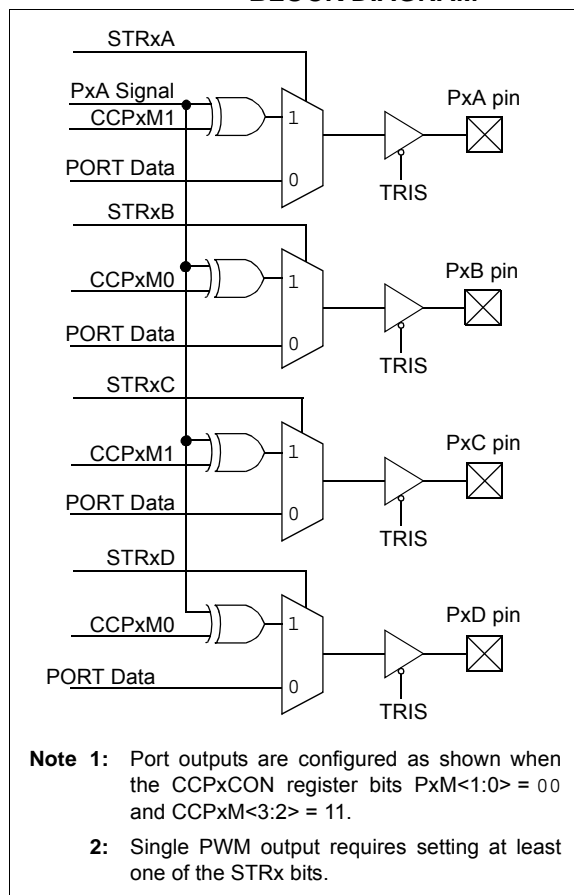 STRxA
PxA Signal
CCPxM1
1
PxA pin
PORT Data
0
TRIS
STRxB
CCPxM0
1
PxB pin
PORT Data
0
TRIS
STRxC
CCPxM1
1
PxC pin
PORT Data
0
TRIS
STRxD
CCPxM0
1
PxD pin
PORT Data
0
TRIS
Note 1: Port outputs are configured as shown when
the CCPxCON register bits PxM<1:0> = 00
and CCPxM<3:2> = 11.
2: Single PWM output requires setting at least
one of the STRx bits.